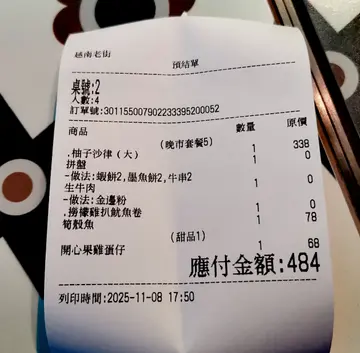 越南老街
預結單
桌號:2
人數:4
訂單號:3011550079022333395200052
商品 數量 原價
(晚市套餐5) 1 338
.柚子沙律（大） 1 0
拼盤
-做法:蝦餅2,墨魚餅2,牛串2
生牛肉 1 0
-做法:金邊粉
.檸檬雞扒魷魚卷 1 0
筍殼魚 1 78
(甜品1)
開心果雞蛋仔 1 68
應付金額:484
列印時間:2025-11-08 17:50